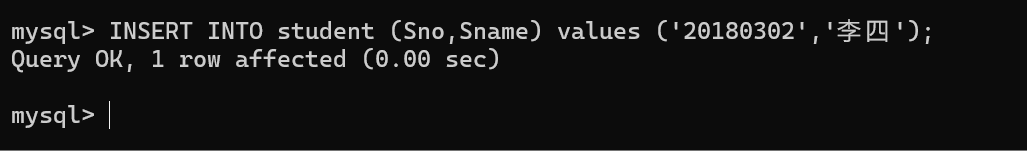 mysql> INSERT INTO student (Sno,Sname) values ('20180302','李四');
Query OK, 1 row affected (0.00 sec)
mysql>